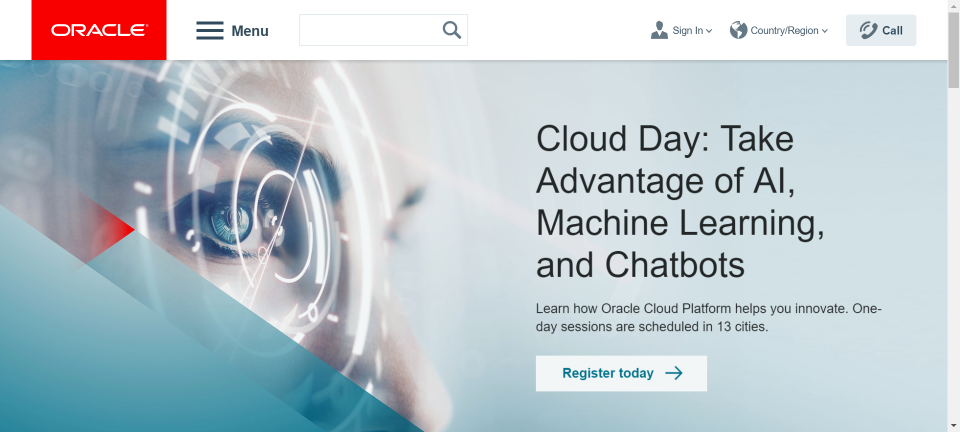 ORACLE
Menu
Sign In
Country/Region
Call
Cloud Day: Take
Advantage of AI,
Machine Learning,
and Chatbots
Learn how Oracle Cloud Platform helps you innovate. One-
day sessions are scheduled in 13 cities.
Register today